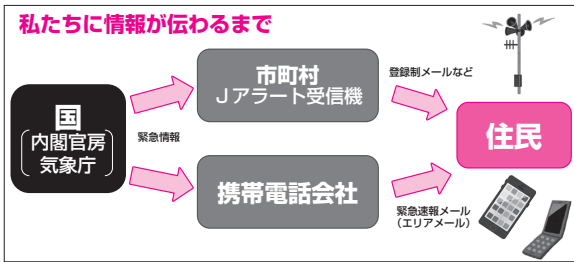 私たちに情報が伝わるまで
国
内閣官房
気象庁
緊急情報
市町村
Jアラート受信機
登録制メールなど
携帯電話会社
緊急速報メール
(エリアメール)
住民